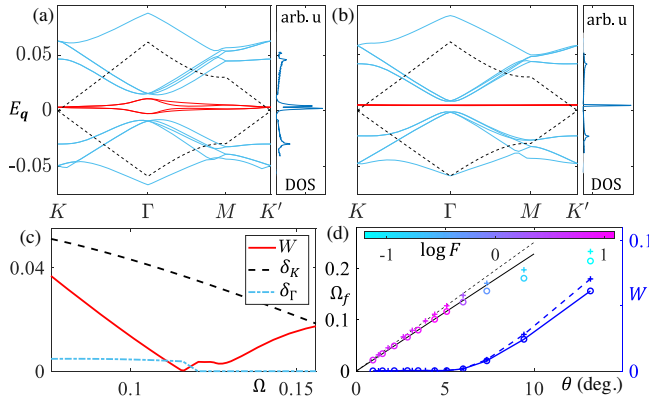 (a)
arb. u
(b)
arb. u
0.05
E_q
0
-0.05
DOS
DOS
K
Γ
M
K′
K
Γ
M
K′
(c)
0.04
W
δ_K
δ_Γ
0
0.1
Ω
0.15
(d)
-1
log F
0
1
0.2
Ω_f
0.1
0
0
5
10
θ (deg.)
0.1
W
0